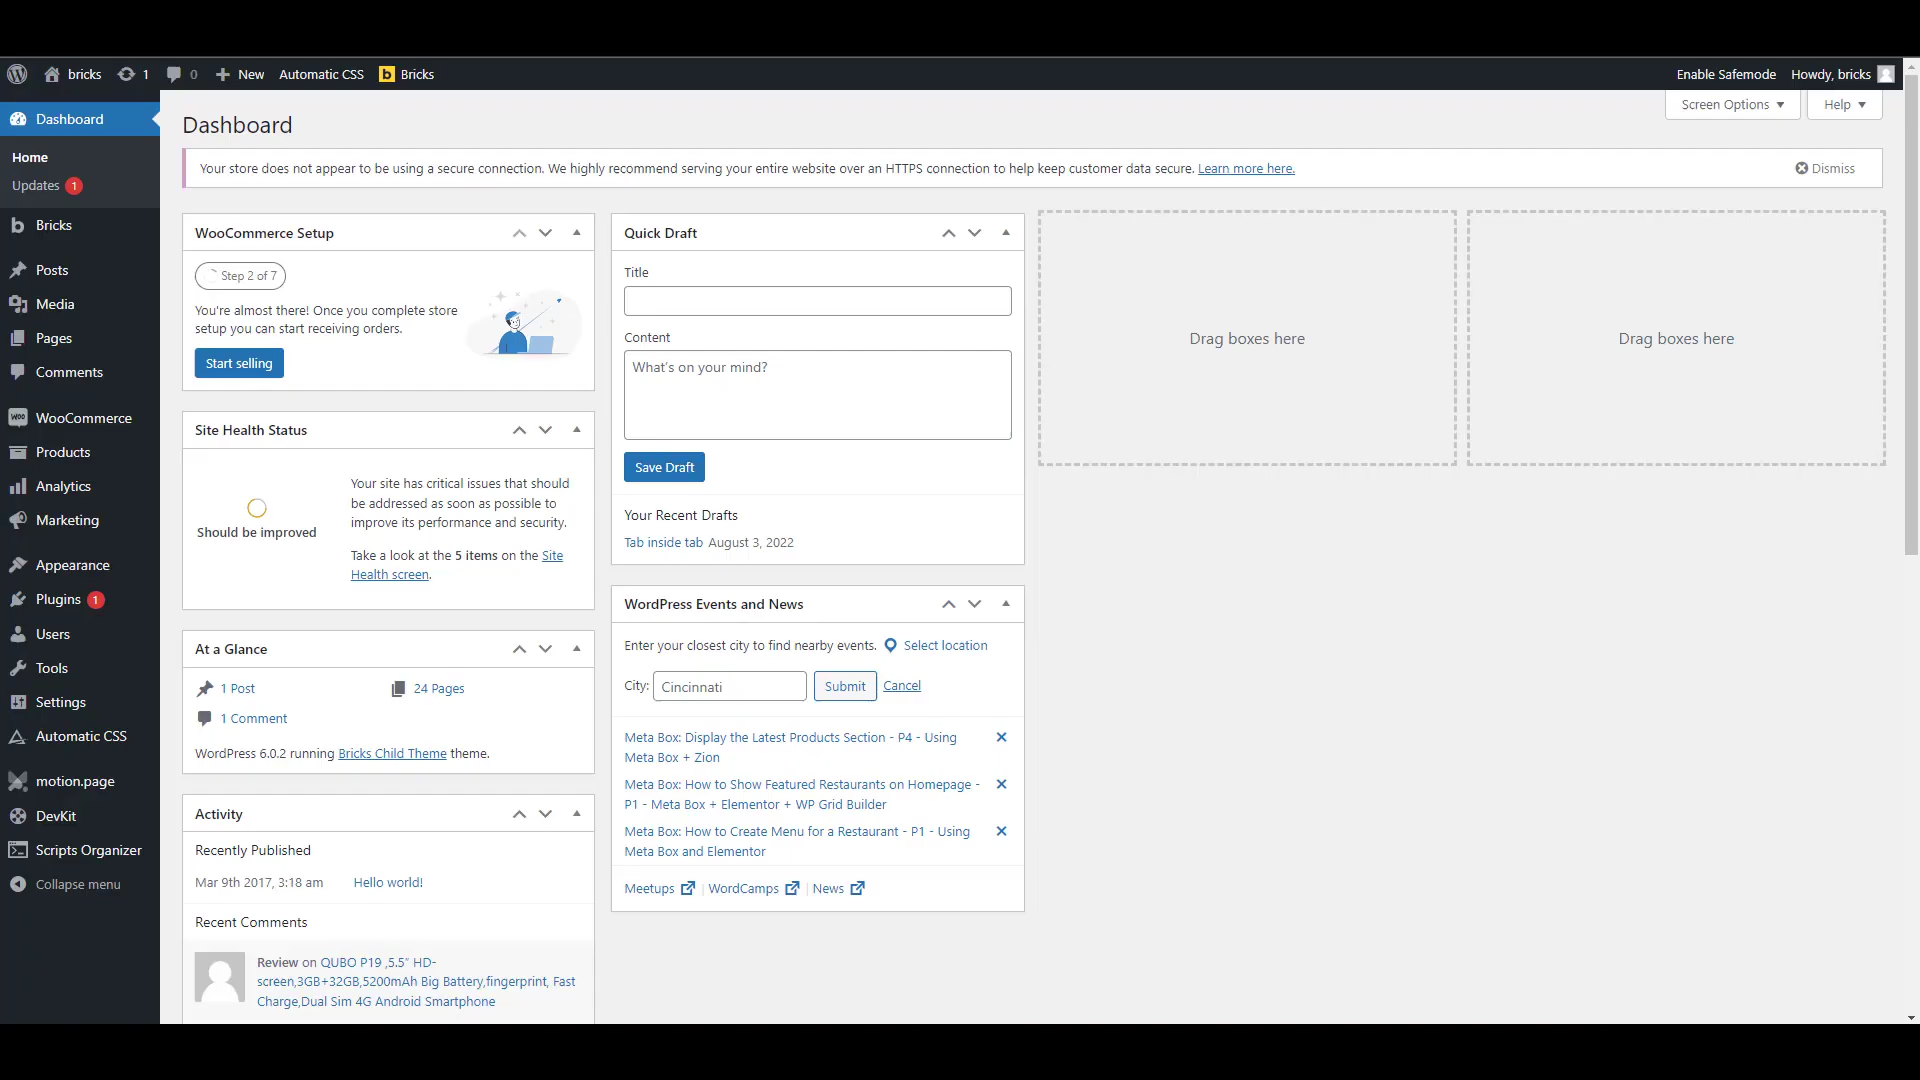 bricks
1
0
New
Automatic CSS
b
Bricks
Enable Safemode
Howdy, bricks
Screen Options
Help
Dashboard
Home
Updates 1
b Bricks
Posts
Media
Pages
Comments
WOO WooCommerce
Products
Analytics
Marketing
Appearance
Plugins 1
Users
Tools
Settings
Automatic CSS
motion.page
DevKit
Scripts Organizer
Collapse menu
Dashboard
Your store does not appear to be using a secure connection. We highly recommend serving your entire website over an HTTPS connection to help keep customer data secure. Learn more here.
Dismiss
WooCommerce Setup
Step 2 of 7
You're almost there! Once you complete store
setup you can start receiving orders.
Start selling
Site Health Status
Should be improved
Your site has critical issues that should
be addressed as soon as possible to
improve its performance and security.
Take a look at the 5 items on the Site
Health screen.
At a Glance
1 Post
24 Pages
1 Comment
WordPress 6.0.2 running Bricks Child Theme theme.
Activity
Recently Published
Mar 9th 2017, 3:18 am
Hello world!
Recent Comments
Review on QUBO P19 ,5.5″ HD-
screen,3GB+32GB,5200mAh Big Battery,fingerprint, Fast
Charge,Dual Sim 4G Android Smartphone
Quick Draft
Title
Content
What's on your mind?
Save Draft
Your Recent Drafts
Tab inside tab August 3, 2022
WordPress Events and News
Enter your closest city to find nearby events.
Select location
City: Cincinnati
Submit
Cancel
Meta Box: Display the Latest Products Section - P4 - Using
Meta Box + Zion
Meta Box: How to Show Featured Restaurants on Homepage -
P1 - Meta Box + Elementor + WP Grid Builder
Meta Box: How to Create Menu for a Restaurant - P1 - Using
Meta Box and Elementor
Meetups | WordCamps | News
Drag boxes here
Drag boxes here